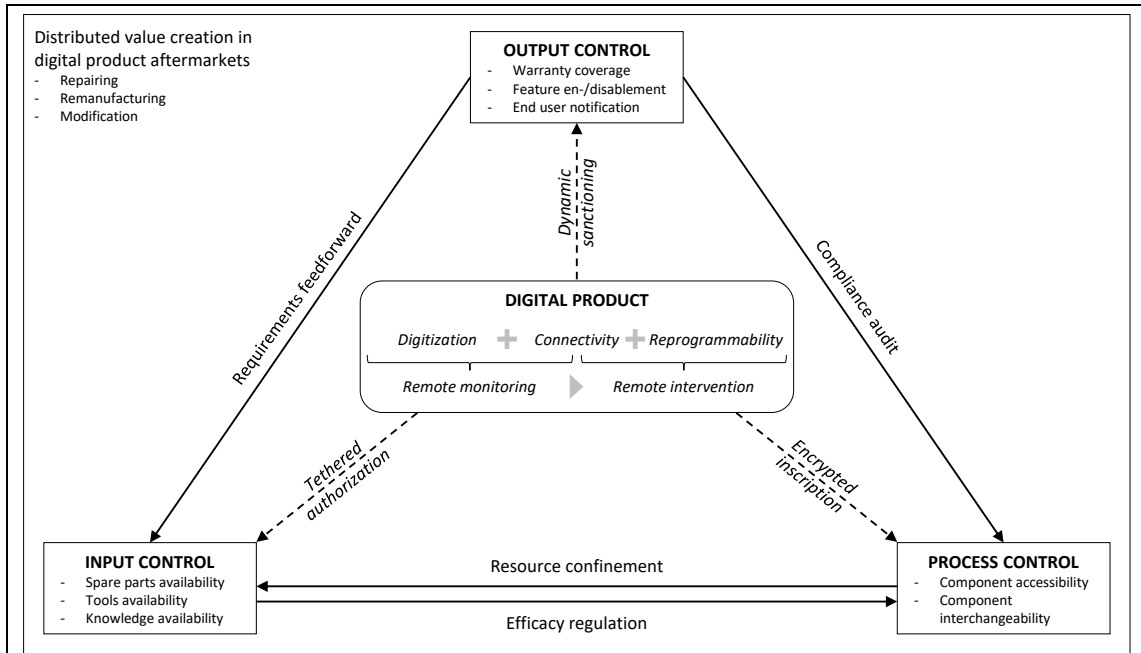 Distributed value creation in
digital product aftermarkets
- Repairing
- Remanufacturing
- Modification
OUTPUT CONTROL
- Warranty coverage
- Feature en-/disablement
- End user notification
Requirements feedforward
Dynamic
sanctioning
Compliance audit
DIGITAL PRODUCT
Digitization + Connectivity + Reprogrammability
Remote monitoring Remote intervention
Tethered
authorization
Encrypted
inscription
INPUT CONTROL
- Spare parts availability
- Tools availability
- Knowledge availability
Resource confinement
Efficacy regulation
PROCESS CONTROL
- Component accessibility
- Component
interchangeability